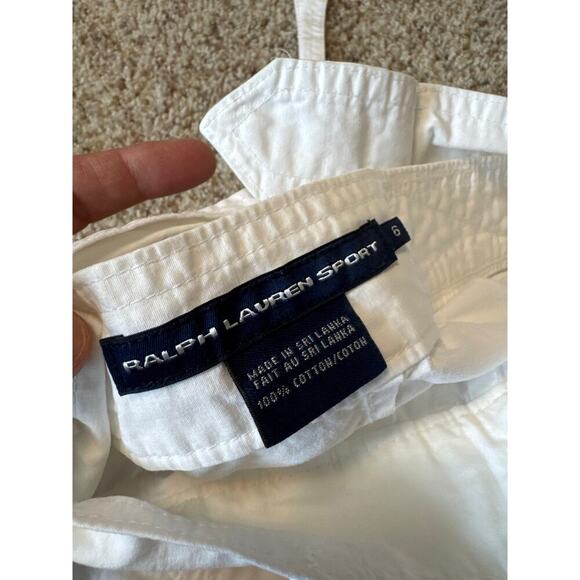 RALPH LAUREN SPORT
6
MADE IN SRI LANKA
FAIT AU SRI LANKA
100% COTTON/COTON